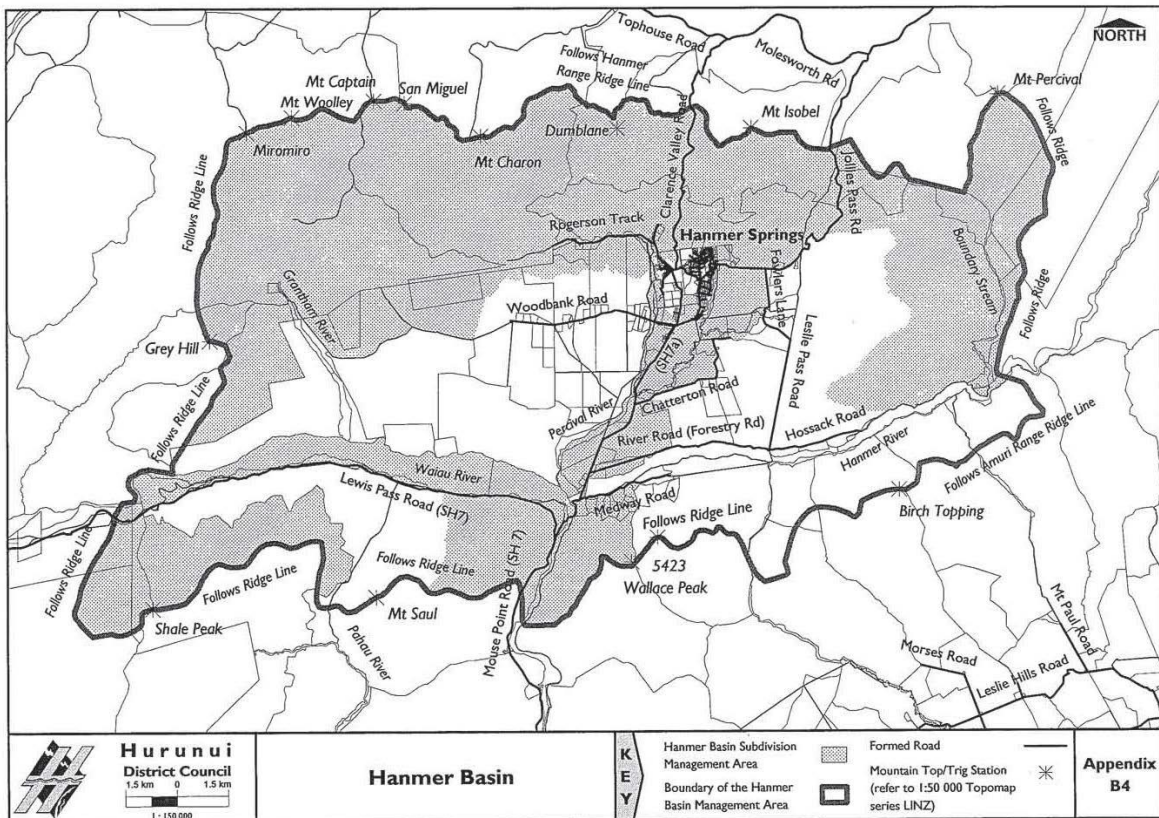 NORTH
Tophouse Road
Molesworth Rd
Follows Hanmer
Range Ridge Line
Mt Captain
San Miguel
Mt Woolley
Mt Percival
Miromiro
Mt Charon
Dumblane
Mt Isobel
Clarence Valley Road
Jollies Pass Rd
Follows Ridge
Follows Ridge Line
Rogerson Track
Hanmer Springs
Boundary Stream
Grantham River
Woodbank Road
Fowlers Lane
Leslie Pass Road
Follows Ridge
Grey Hill
(SH7a)
Follows Ridge Line
Percival River
Chatterton Road
River Road (Forestry Rd)
Hossack Road
Hanmer River
Follows Amuri Range Ridge Line
Waiau River
Lewis Pass Road (SH7)
Medway Road
Birch Topping
Follows Ridge Line
Follows Ridge Line
Follows Ridge Line
Follows Ridge Line
5423
Wallace Peak
Shale Peak
Mt Saul
Pahau River
Mouse Point Road (SH 7)
Mt Paul Road
Morses Road
Leslie Hills Road
Hurunui
District Council
1.5 km 0 1.5 km
1 : 150 000
Hanmer Basin
KEY
Hanmer Basin Subdivision
Management Area
Boundary of the Hanmer
Basin Management Area
Formed Road
Mountain Top/Trig Station
(refer to 1:50 000 Topomap
series LINZ)
Appendix
B4